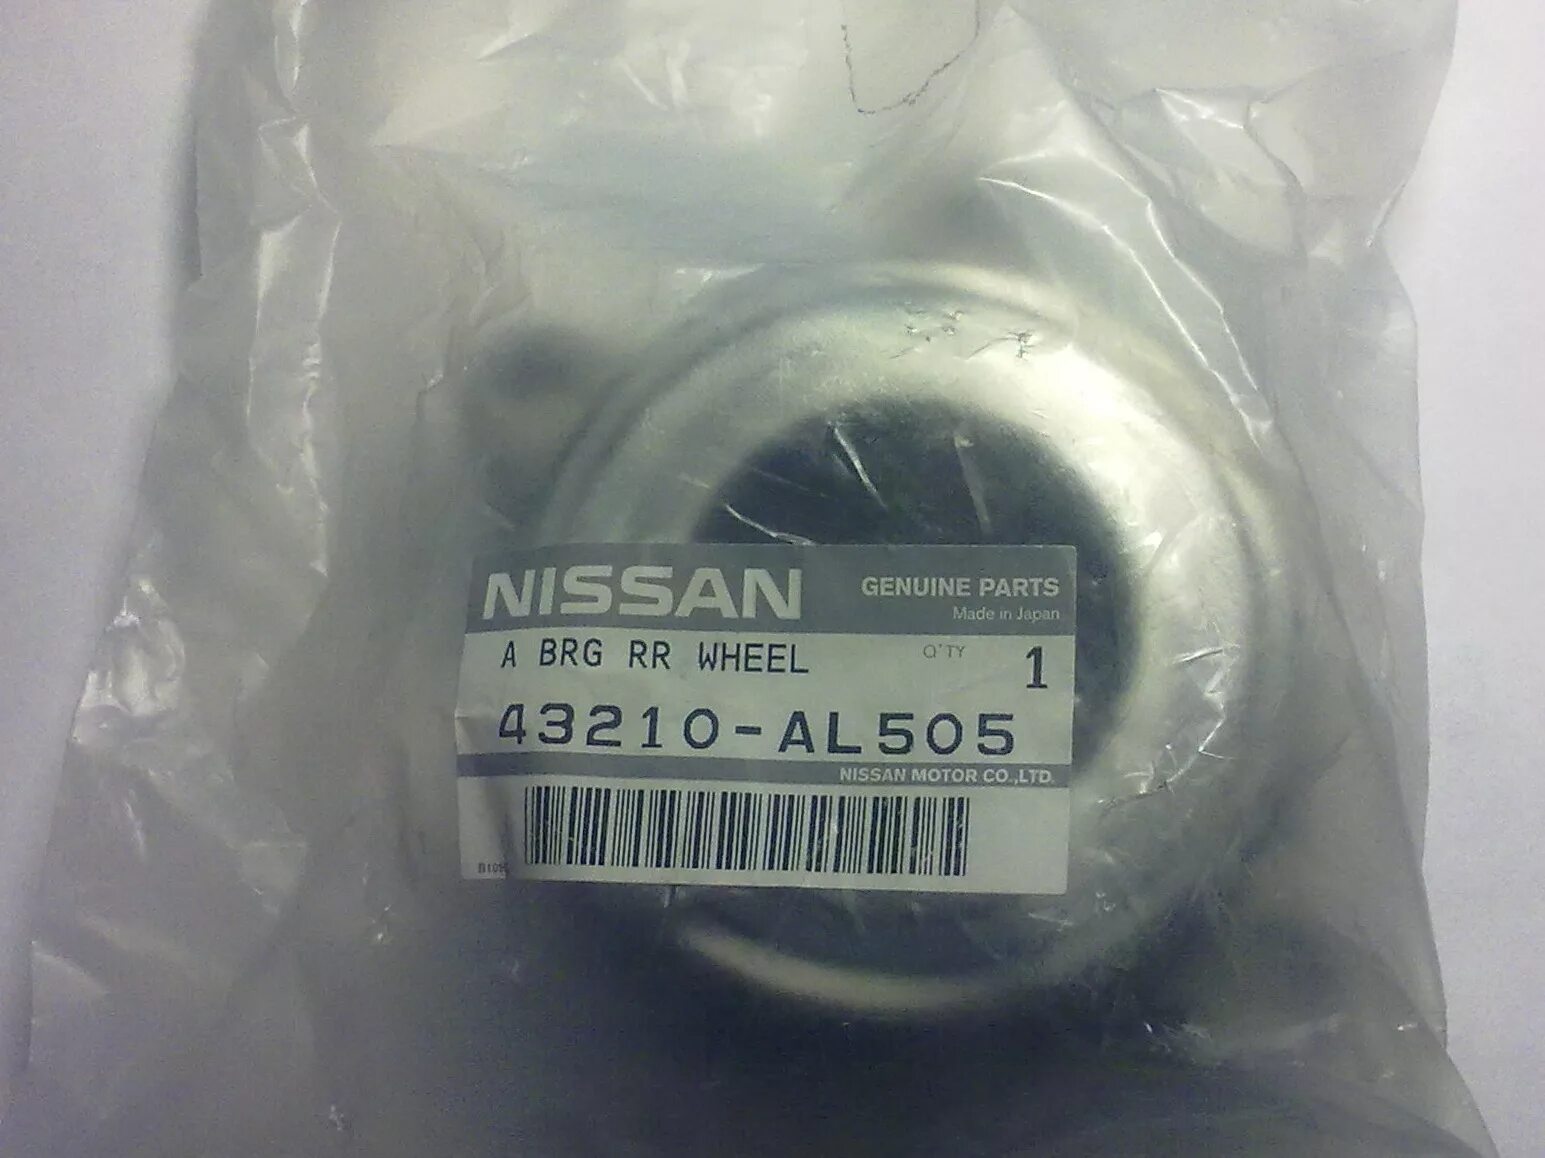 NISSAN GENUINE PARTS
Made in Japan
A BRG RR WHEEL Q'TY 1
43210-AL505
NISSAN MOTOR CO.,LTD.